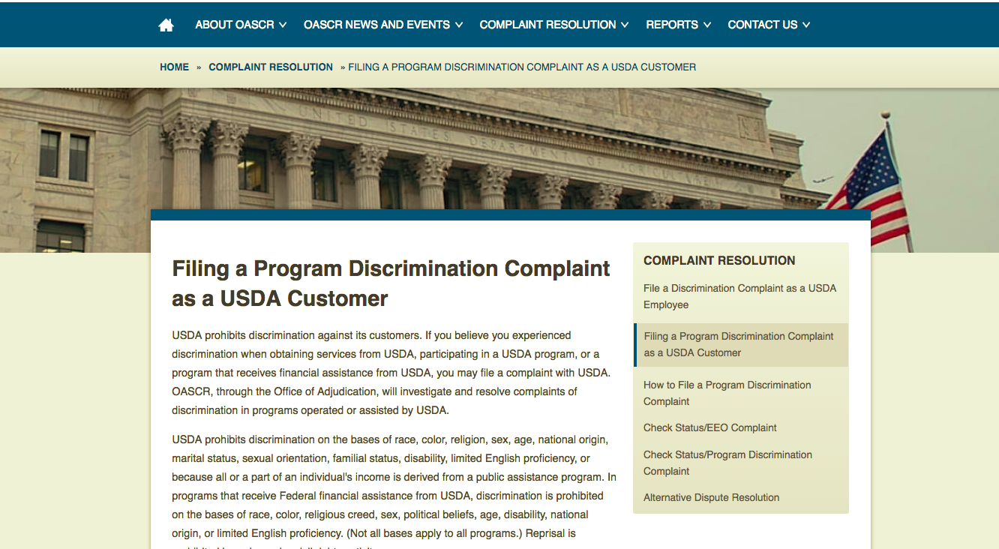 ABOUT OASCR
OASCR NEWS AND EVENTS
COMPLAINT RESOLUTION
REPORTS
CONTACT US
HOME » COMPLAINT RESOLUTION » FILING A PROGRAM DISCRIMINATION COMPLAINT AS A USDA CUSTOMER
UNITED STATES DEPARTMENT OF AGRICULTURE
Filing a Program Discrimination Complaint
as a USDA Customer
USDA prohibits discrimination against its customers. If you believe you experienced
discrimination when obtaining services from USDA, participating in a USDA program, or a
program that receives financial assistance from USDA, you may file a complaint with USDA.
OASCR, through the Office of Adjudication, will investigate and resolve complaints of
discrimination in programs operated or assisted by USDA.
USDA prohibits discrimination on the bases of race, color, religion, sex, age, national origin,
marital status, sexual orientation, familial status, disability, limited English proficiency, or
because all or a part of an individual's income is derived from a public assistance program. In
programs that receive Federal financial assistance from USDA, discrimination is prohibited
on the bases of race, color, religious creed, sex, political beliefs, age, disability, national
origin, or limited English proficiency. (Not all bases apply to all programs.) Reprisal is
COMPLAINT RESOLUTION
File a Discrimination Complaint as a USDA
Employee
Filing a Program Discrimination Complaint
as a USDA Customer
How to File a Program Discrimination
Complaint
Check Status/EEO Complaint
Check Status/Program Discrimination
Complaint
Alternative Dispute Resolution